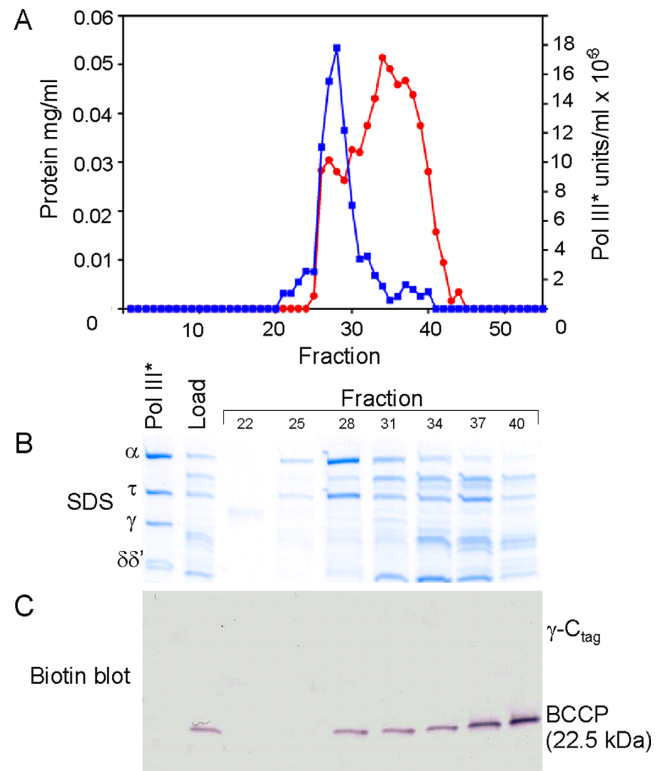 A
0.06
0.05
0.04
0.03
0.02
0.01
0
Protein mg/ml
18
16
14
12
10
8
6
4
2
0
Pol III* units/ml x 10
10
20
30
40
50
Fraction
Pol III*
Load
Fraction
22 25 28 31 34 37 40
B
SDS
α
τ
γ
δδ'
C
Biotin blot
γ-Ctag
BCCP
(22.5 kDa)